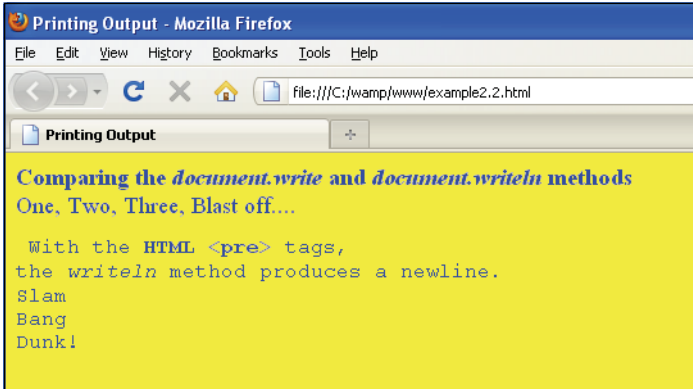 Printing Output - Mozilla Firefox
File Edit View History Bookmarks Tools Help
file:///C:/wamp/www/example2.2.html
Printing Output
Comparing the document.write and document.writeln methods
One, Two, Three, Blast off....
With the HTML <pre> tags,
the writeln method produces a newline.
Slam
Bang
Dunk!